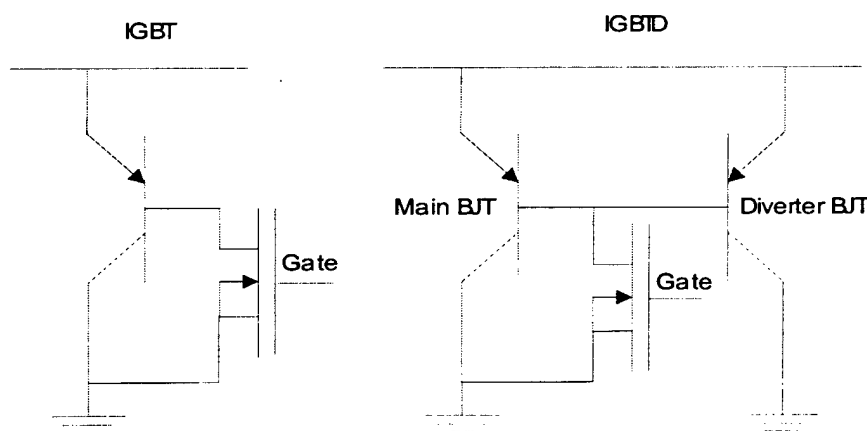 IGBT
IGBTD
Main BJT
Diverter BJT
Gate
Gate